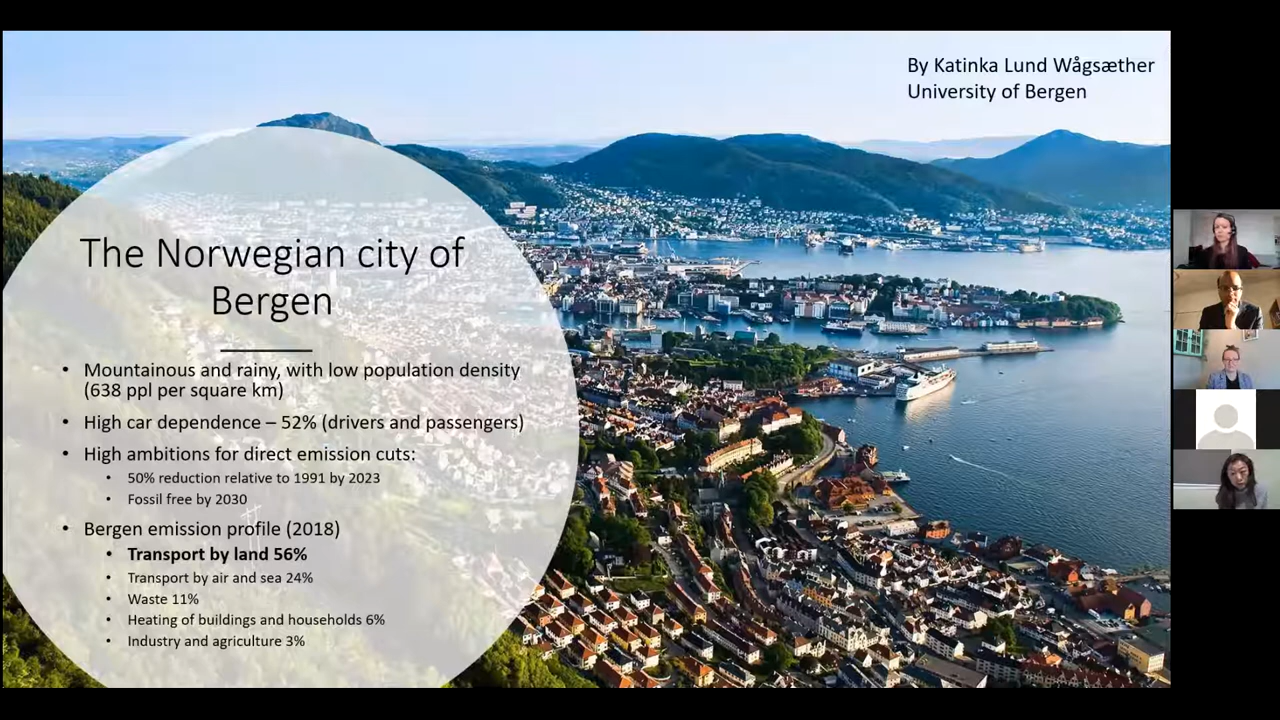 By Katinka Lund Wågsæther
University of Bergen
The Norwegian city of
Bergen
• Mountainous and rainy, with low population density
(638 ppl per square km)
• High car dependence – 52% (drivers and passengers)
• High ambitions for direct emission cuts:
• 50% reduction relative to 1991 by 2023
• Fossil free by 2030
• Bergen emission profile (2018)
• Transport by land 56%
• Transport by air and sea 24%
• Waste 11%
• Heating of buildings and households 6%
• Industry and agriculture 3%